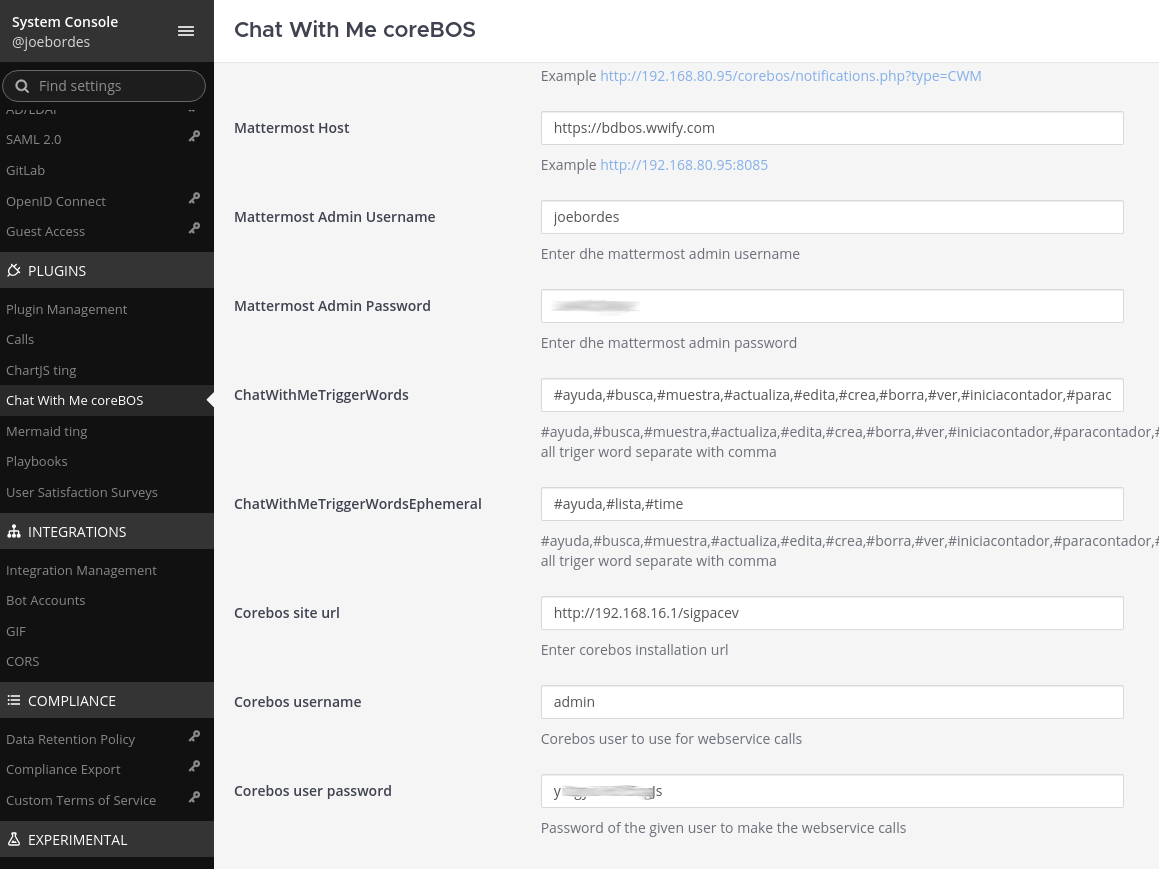 System Console
@joebordes
Find settings
AD/LDAP
SAML 2.0
GitLab
OpenID Connect
Guest Access
PLUGINS
Plugin Management
Calls
ChartJS ting
Chat With Me coreBOS
Mermaid ting
Playbooks
User Satisfaction Surveys
INTEGRATIONS
Integration Management
Bot Accounts
GIF
CORS
COMPLIANCE
Data Retention Policy
Compliance Export
Custom Terms of Service
EXPERIMENTAL
Chat With Me coreBOS
Example http://192.168.80.95/corebos/notifications.php?type=CWM
Mattermost Host
https://bdbos.wwify.com
Example http://192.168.80.95:8085
Mattermost Admin Username
joebordes
Enter dhe mattermost admin username
Mattermost Admin Password
Enter dhe mattermost admin password
ChatWithMeTriggerWords
#ayuda,#busca,#muestra,#actualiza,#edita,#crea,#borra,#ver,#iniciacontador,#parac
#ayuda,#busca,#muestra,#actualiza,#edita,#crea,#borra,#ver,#iniciacontador,#paracontador,#
all triger word separate with comma
ChatWithMeTriggerWordsEphemeral
#ayuda,#lista,#time
#ayuda,#busca,#muestra,#actualiza,#edita,#crea,#borra,#ver,#iniciacontador,#paracontador,#
all triger word separate with comma
Corebos site url
http://192.168.16.1/sigpacev
Enter corebos installation url
Corebos username
admin
Corebos user password
Corebos user to use for webservice calls
Password of the given user to make the webservice calls